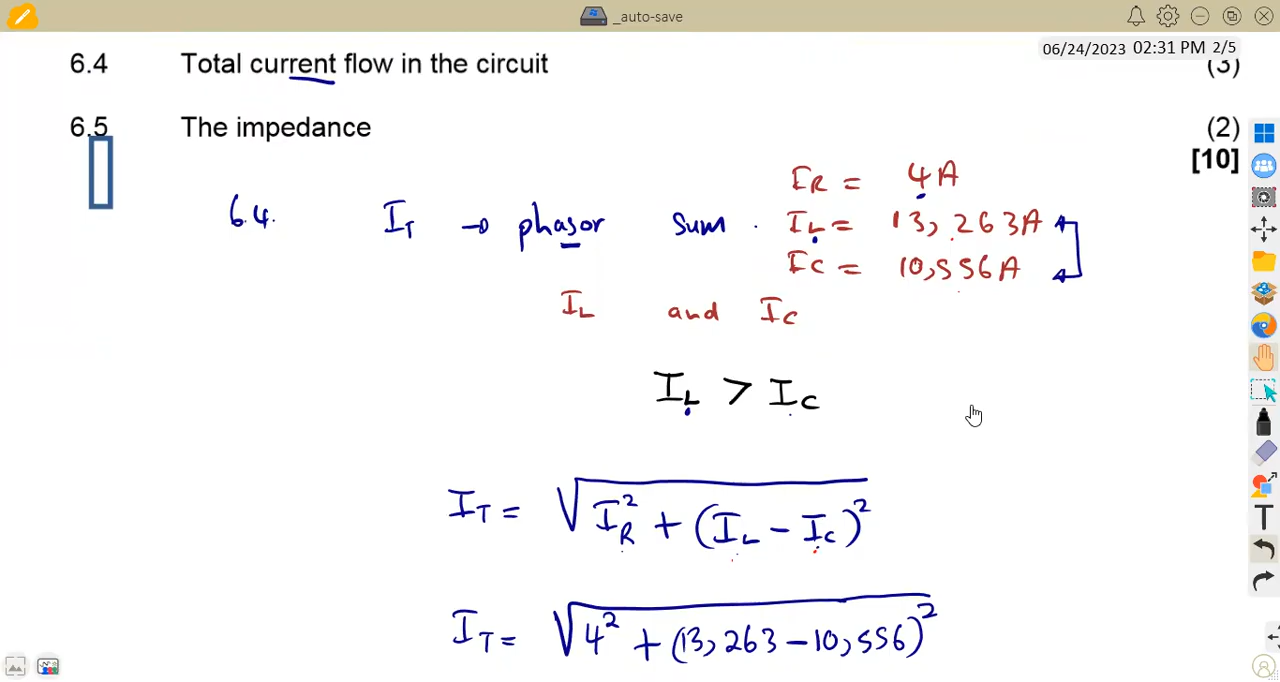 _auto-save
06/24/2023 02:31 PM 2/5
6.4 Total current flow in the circuit (3)
6.5 The impedance (2)
[10]
6.4. I_T → phasor sum.
I_R = 4A
I_L = 13,263A
I_C = 10,556A
I_L and I_C
I_L > I_C
I_T = √(I_R² + (I_L − I_C)²)
I_T = √(4² + (13,263 − 10,556)²)
T